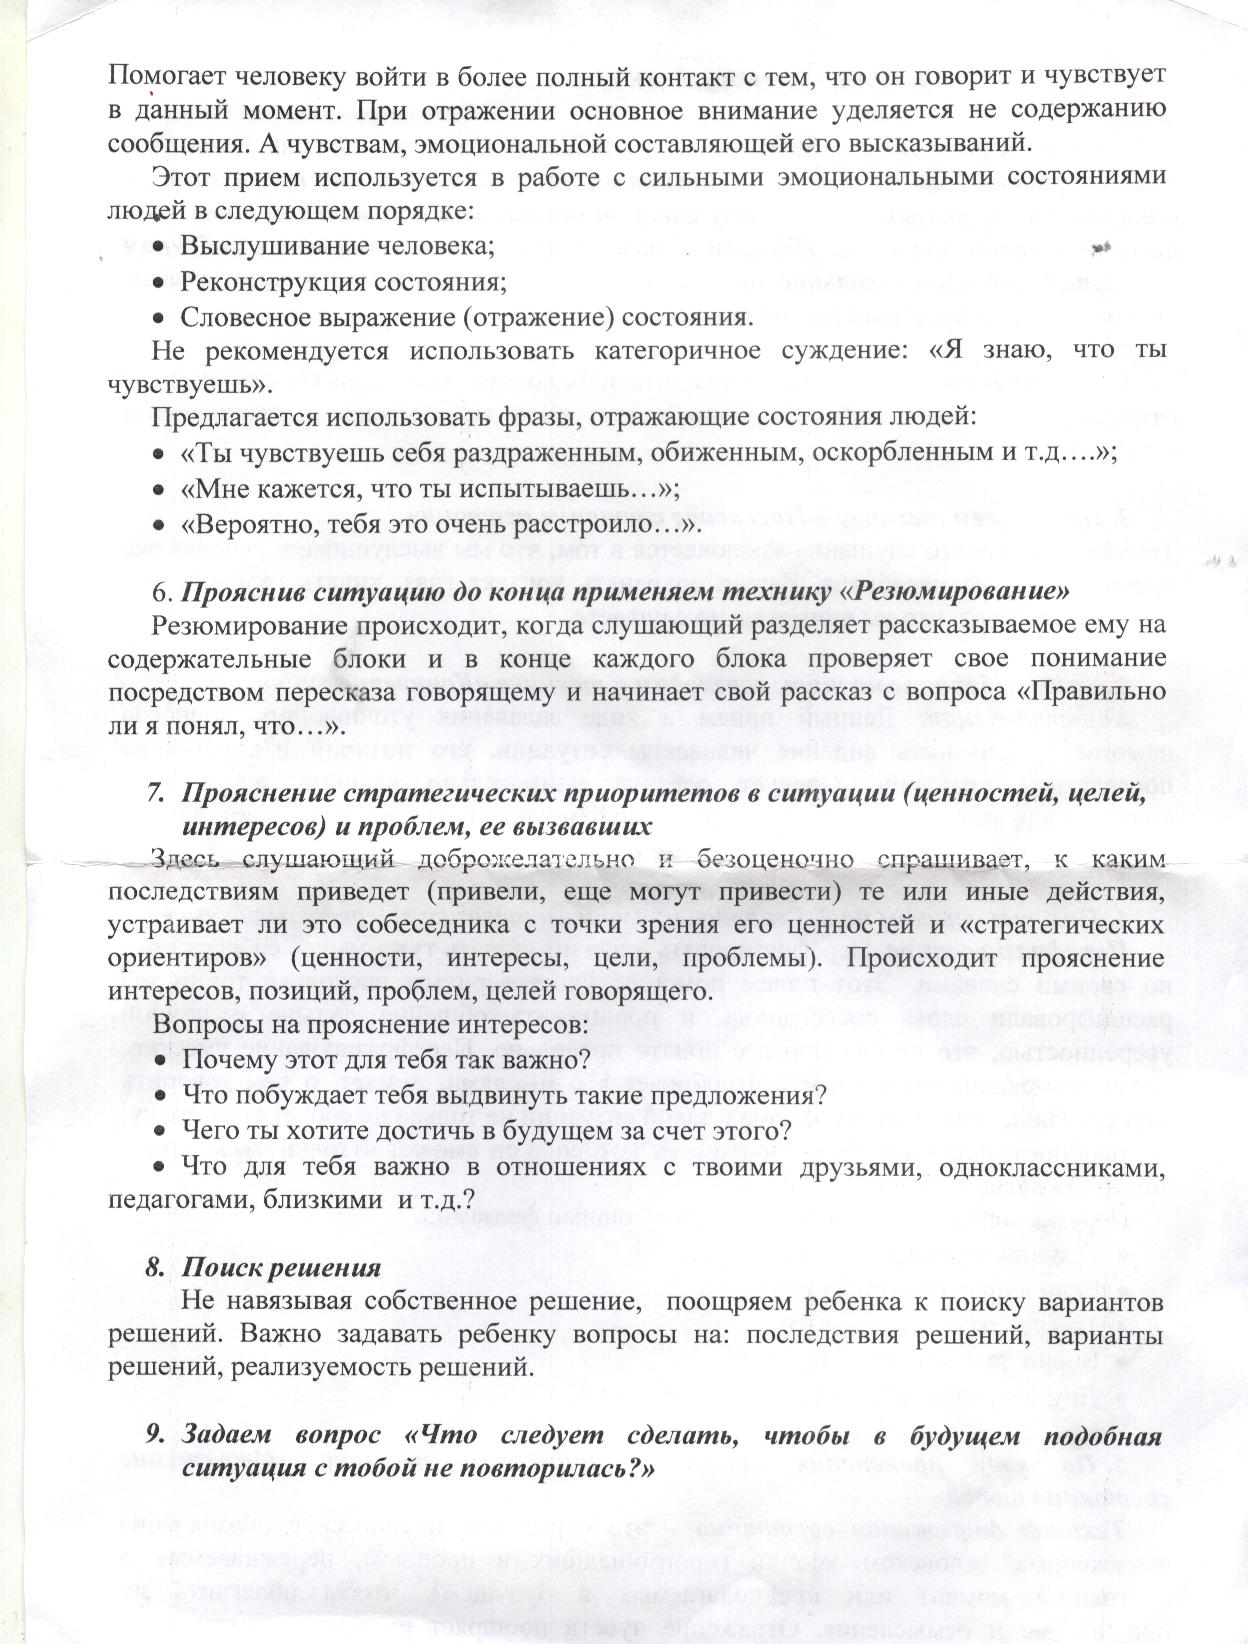 Помогает человеку войти в более полный контакт с тем, что он говорит и чувствует
в данный момент. При отражении основное внимание уделяется не содержанию
сообщения. А чувствам, эмоциональной составляющей его высказываний.
Этот прием используется в работе с сильными эмоциональными состояниями
людей в следующем порядке:
• Выслушивание человека;
• Реконструкция состояния;
• Словесное выражение (отражение) состояния.
Не рекомендуется использовать категоричное суждение: «Я знаю, что ты
чувствуешь».
Предлагается использовать фразы, отражающие состояния людей:
• «Ты чувствуешь себя раздраженным, обиженным, оскорбленным и т.д….»;
• «Мне кажется, что ты испытываешь…»;
• «Вероятно, тебя это очень расстроило…».
6. Прояснив ситуацию до конца применяем технику «Резюмирование»
Резюмирование происходит, когда слушающий разделяет рассказываемое ему на
содержательные блоки и в конце каждого блока проверяет свое понимание
посредством пересказа говорящему и начинает свой рассказ с вопроса «Правильно
ли я понял, что…».
7. Прояснение стратегических приоритетов в ситуации (ценностей, целей,
интересов) и проблем, ее вызвавших
Здесь слушающий доброжелательно и безоценочно спрашивает, к каким
последствиям приведет (привели, еще могут привести) те или иные действия,
устраивает ли это собеседника с точки зрения его ценностей и «стратегических
ориентиров» (ценности, интересы, цели, проблемы). Происходит прояснение
интересов, позиций, проблем, целей говорящего.
Вопросы на прояснение интересов:
• Почему этот для тебя так важно?
• Что побуждает тебя выдвинуть такие предложения?
• Чего ты хотите достичь в будущем за счет этого?
• Что для тебя важно в отношениях с твоими друзьями, одноклассниками,
педагогами, близкими и т.д.?
8. Поиск решения
Не навязывая собственное решение, поощряем ребенка к поиску вариантов
решений. Важно задавать ребенку вопросы на: последствия решений, варианты
решений, реализуемость решений.
9. Задаем вопрос «Что следует сделать, чтобы в будущем подобная
ситуация с тобой не повторилась?»